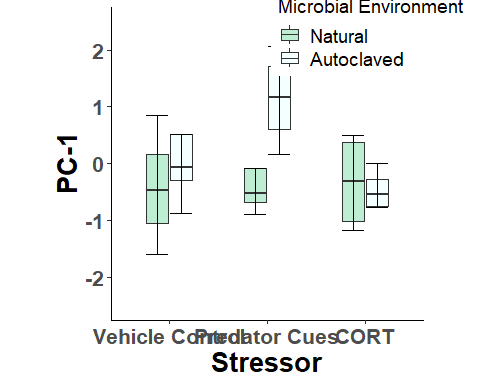 Microbial Environment
Natural
Autoclaved
PC-1
2
1
0
-1
-2
Vehicle Control
Predator Cues
CORT
Stressor